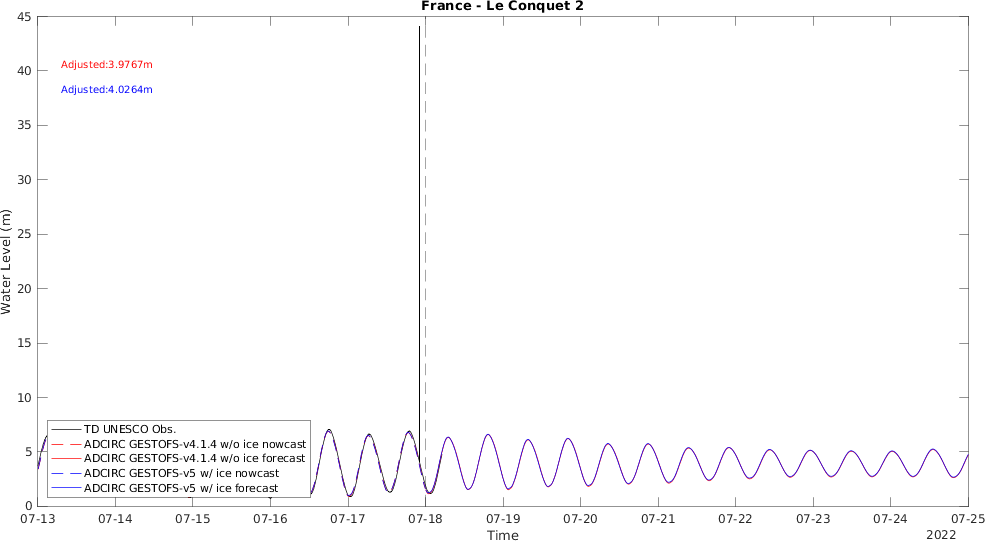 France - Le Conquet 2
45
40
35
30
25
20
15
10
5
0
Water Level (m)
Adjusted:3.9767m
Adjusted:4.0264m
TD UNESCO Obs.
ADCIRC GESTOFS-v4.1.4 w/o ice nowcast
ADCIRC GESTOFS-v4.1.4 w/o ice forecast
ADCIRC GESTOFS-v5 w/ ice nowcast
ADCIRC GESTOFS-v5 w/ ice forecast
07-13 07-14 07-15 07-16 07-17 07-18 07-19 07-20 07-21 07-22 07-23 07-24 07-25
Time
2022